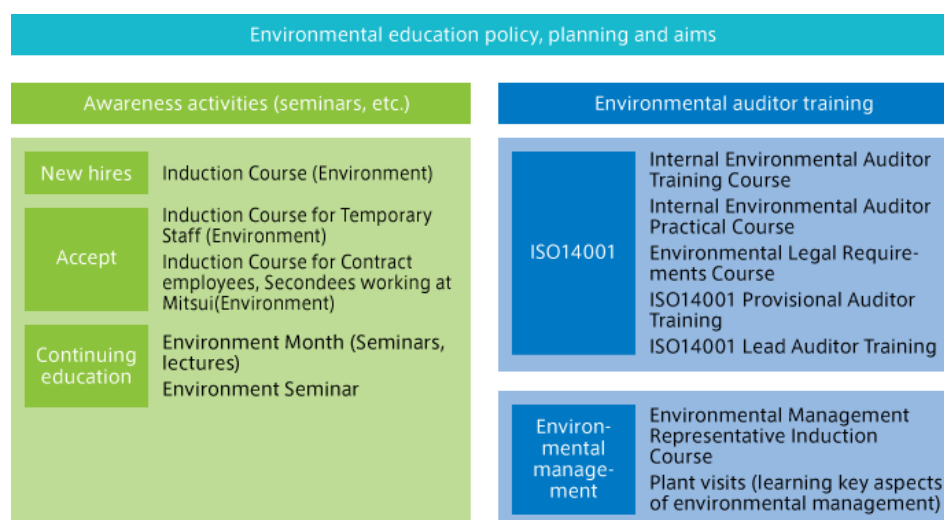 Environmental education policy, planning and aims
Awareness activities (seminars, etc.)
New hires
Induction Course (Environment)
Accept
Induction Course for Temporary
Staff (Environment)
Induction Course for Contract
employees, Secondees working at
Mitsui(Environment)
Continuing
education
Environment Month (Seminars,
lectures)
Environment Seminar
Environmental auditor training
ISO14001
Internal Environmental Auditor
Training Course
Internal Environmental Auditor
Practical Course
Environmental Legal Require-
ments Course
ISO14001 Provisional Auditor
Training
ISO14001 Lead Auditor Training
Environ-
mental
manage-
ment
Environmental Management
Representative Induction
Course
Plant visits (learning key aspects
of environmental management)